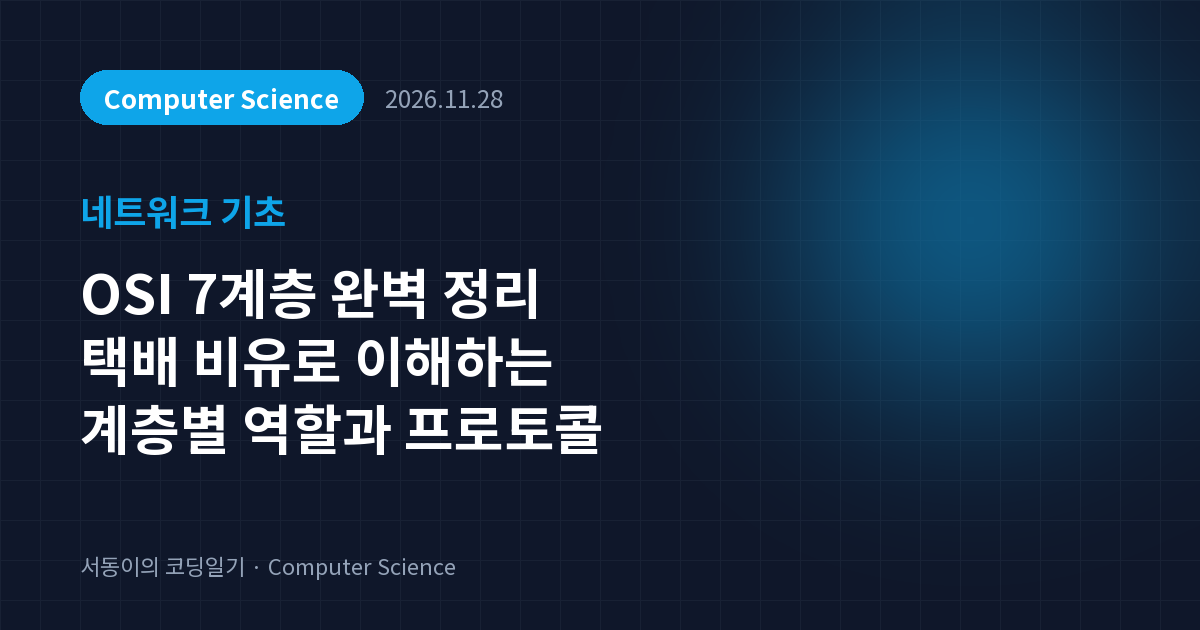 Computer Science 2026.11.28
네트워크 기초
OSI 7계층 완벽 정리
택배 비유로 이해하는
계층별 역할과 프로토콜
서동이의 코딩일기 · Computer Science